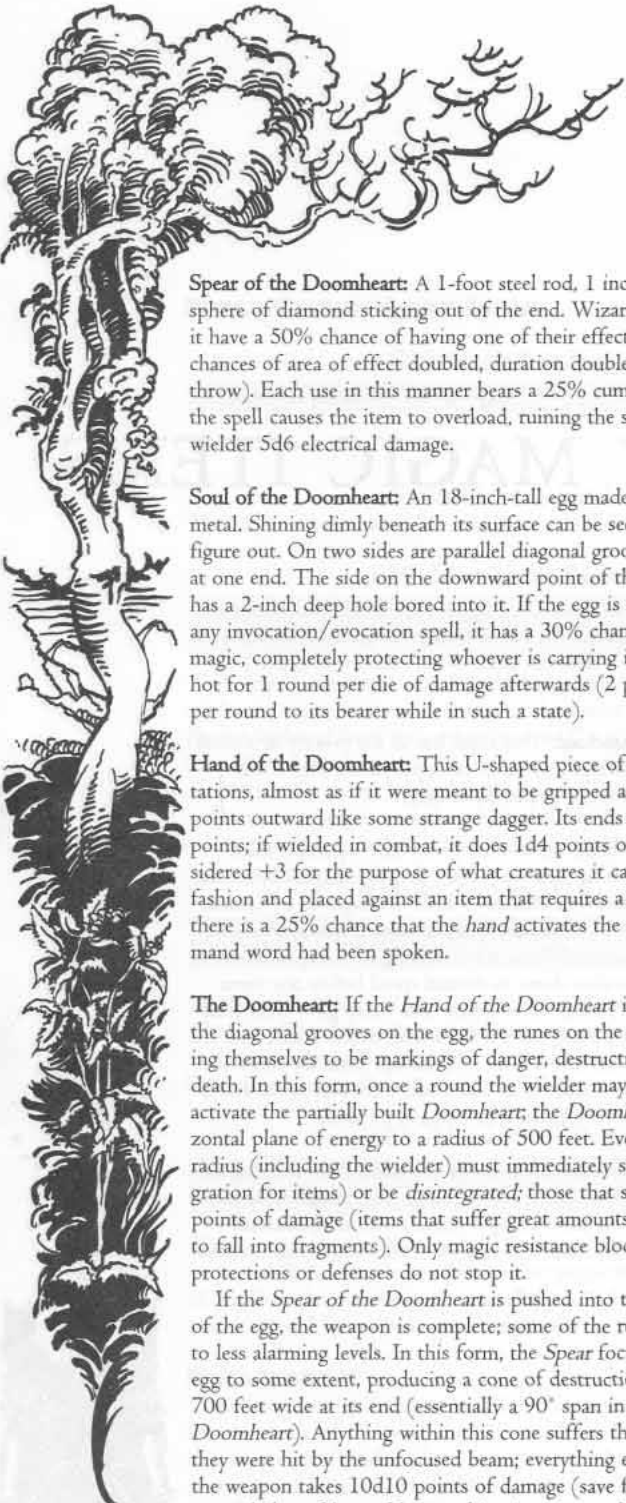 Spear of the Doomheart: A 1-foot steel rod, 1 inc
sphere of diamond sticking out of the end. Wizar
it have a 50% chance of having one of their effect
chances of area of effect doubled, duration double
throw). Each use in this manner bears a 25% cum
the spell causes the item to overload, ruining the s
wielder 5d6 electrical damage.
Soul of the Doomheart: An 18-inch-tall egg made
metal. Shining dimly beneath its surface can be see
figure out. On two sides are parallel diagonal groo
at one end. The side on the downward point of th
has a 2-inch deep hole bored into it. If the egg is
any invocation/evocation spell, it has a 30% chan
magic, completely protecting whoever is carrying i
hot for 1 round per die of damage afterwards (2 p
per round to its bearer while in such a state).
Hand of the Doomheart: This U-shaped piece of
tations, almost as if it were meant to be gripped a
points outward like some strange dagger. Its ends
points; if wielded in combat, it does 1d4 points o
sidered +3 for the purpose of what creatures it ca
fashion and placed against an item that requires a
there is a 25% chance that the hand activates the
mand word had been spoken.
The Doomheart: If the Hand of the Doomheart i
the diagonal grooves on the egg, the runes on the
ing themselves to be markings of danger, destructi
death. In this form, once a round the wielder may
activate the partially built Doomheart; the Doomh
zontal plane of energy to a radius of 500 feet. Eve
radius (including the wielder) must immediately s
gration for items) or be disintegrated; those that s
points of damage (items that suffer great amounts
to fall into fragments). Only magic resistance bloc
protections or defenses do not stop it.
If the Spear of the Doomheart is pushed into t
of the egg, the weapon is complete; some of the ru
to less alarming levels. In this form, the Spear foc
egg to some extent, producing a cone of destructi
700 feet wide at its end (essentially a 90° span in
Doomheart). Anything within this cone suffers th
they were hit by the unfocused beam; everything e
the weapon takes 10d10 points of damage (save f